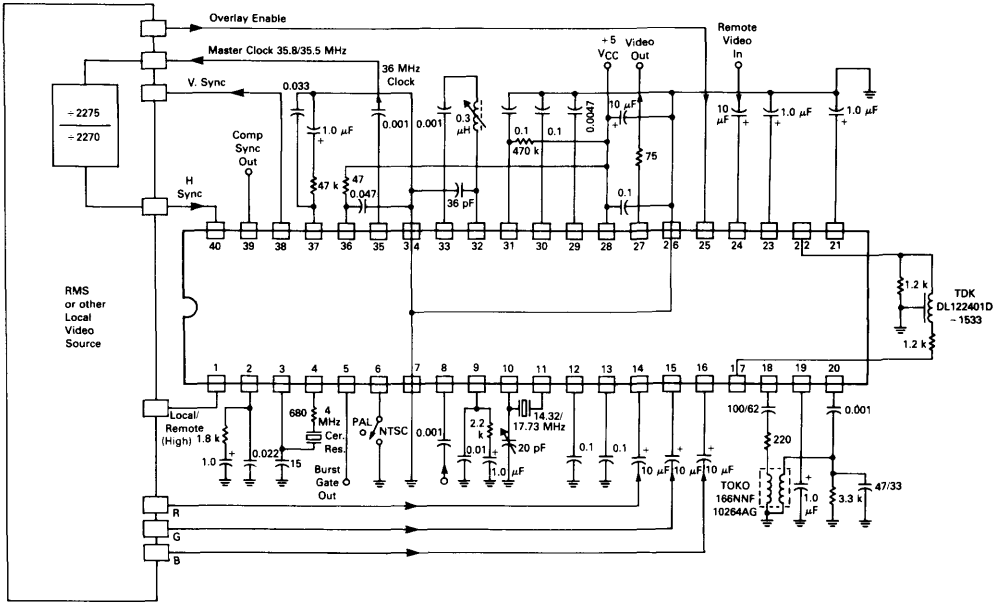 Overlay Enable
Master Clock 35.8/35.5 MHz
V. Sync
÷2275
÷2270
H
Sync
Comp
Sync
Out
0.033
1.0 µF
+
47 k
36 MHz
Clock
47
0.047
0.001
0.001
0.3
µH
36 pF
0.1
470 k
0.1
0.0047
+5
VCC
10 µF
+
0.1
Video
Out
75
Remote
Video
In
10
µF
+
1.0 µF
+
1.0 µF
+
40
39
38
37
36
35
34
33
32
31
30
29
28
27
26
25
24
23
22
21
RMS
or other
Local
Video
Source
1.2 k
TDK
DL122401D
-1533
1.2 k
1
2
3
4
5
6
7
8
9
10
11
12
13
14
15
16
17
18
19
20
Local/
Remote
(High)
1.8 k
1.0
+
0.022
15
680
4
MHz
Cer.
Res.
Burst
Gate
Out
PAL
NTSC
0.001
0.01
2.2
k
+
1.0 µF
20 pF
14.32/
17.73 MHz
0.1
0.1
+
10 µF
+
10 µF
+
10 µF
100/62
220
TOKO
166NNF
10264AG
+
1.0
µF
0.001
3.3 k
47/33
R
G
B